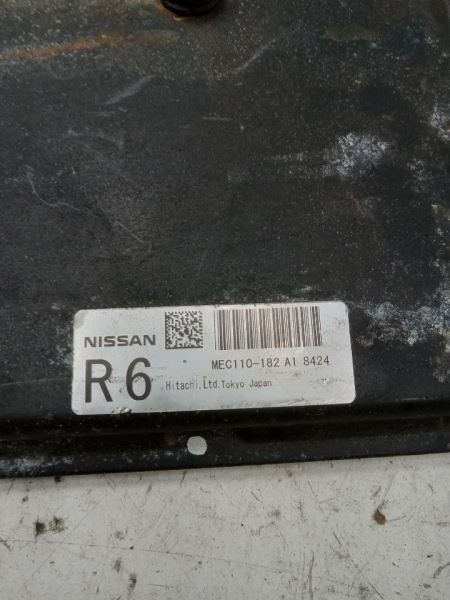 NISSAN
R6
MEC110-182 A1 8424
Hitachi,Ltd.Tokyo Japan